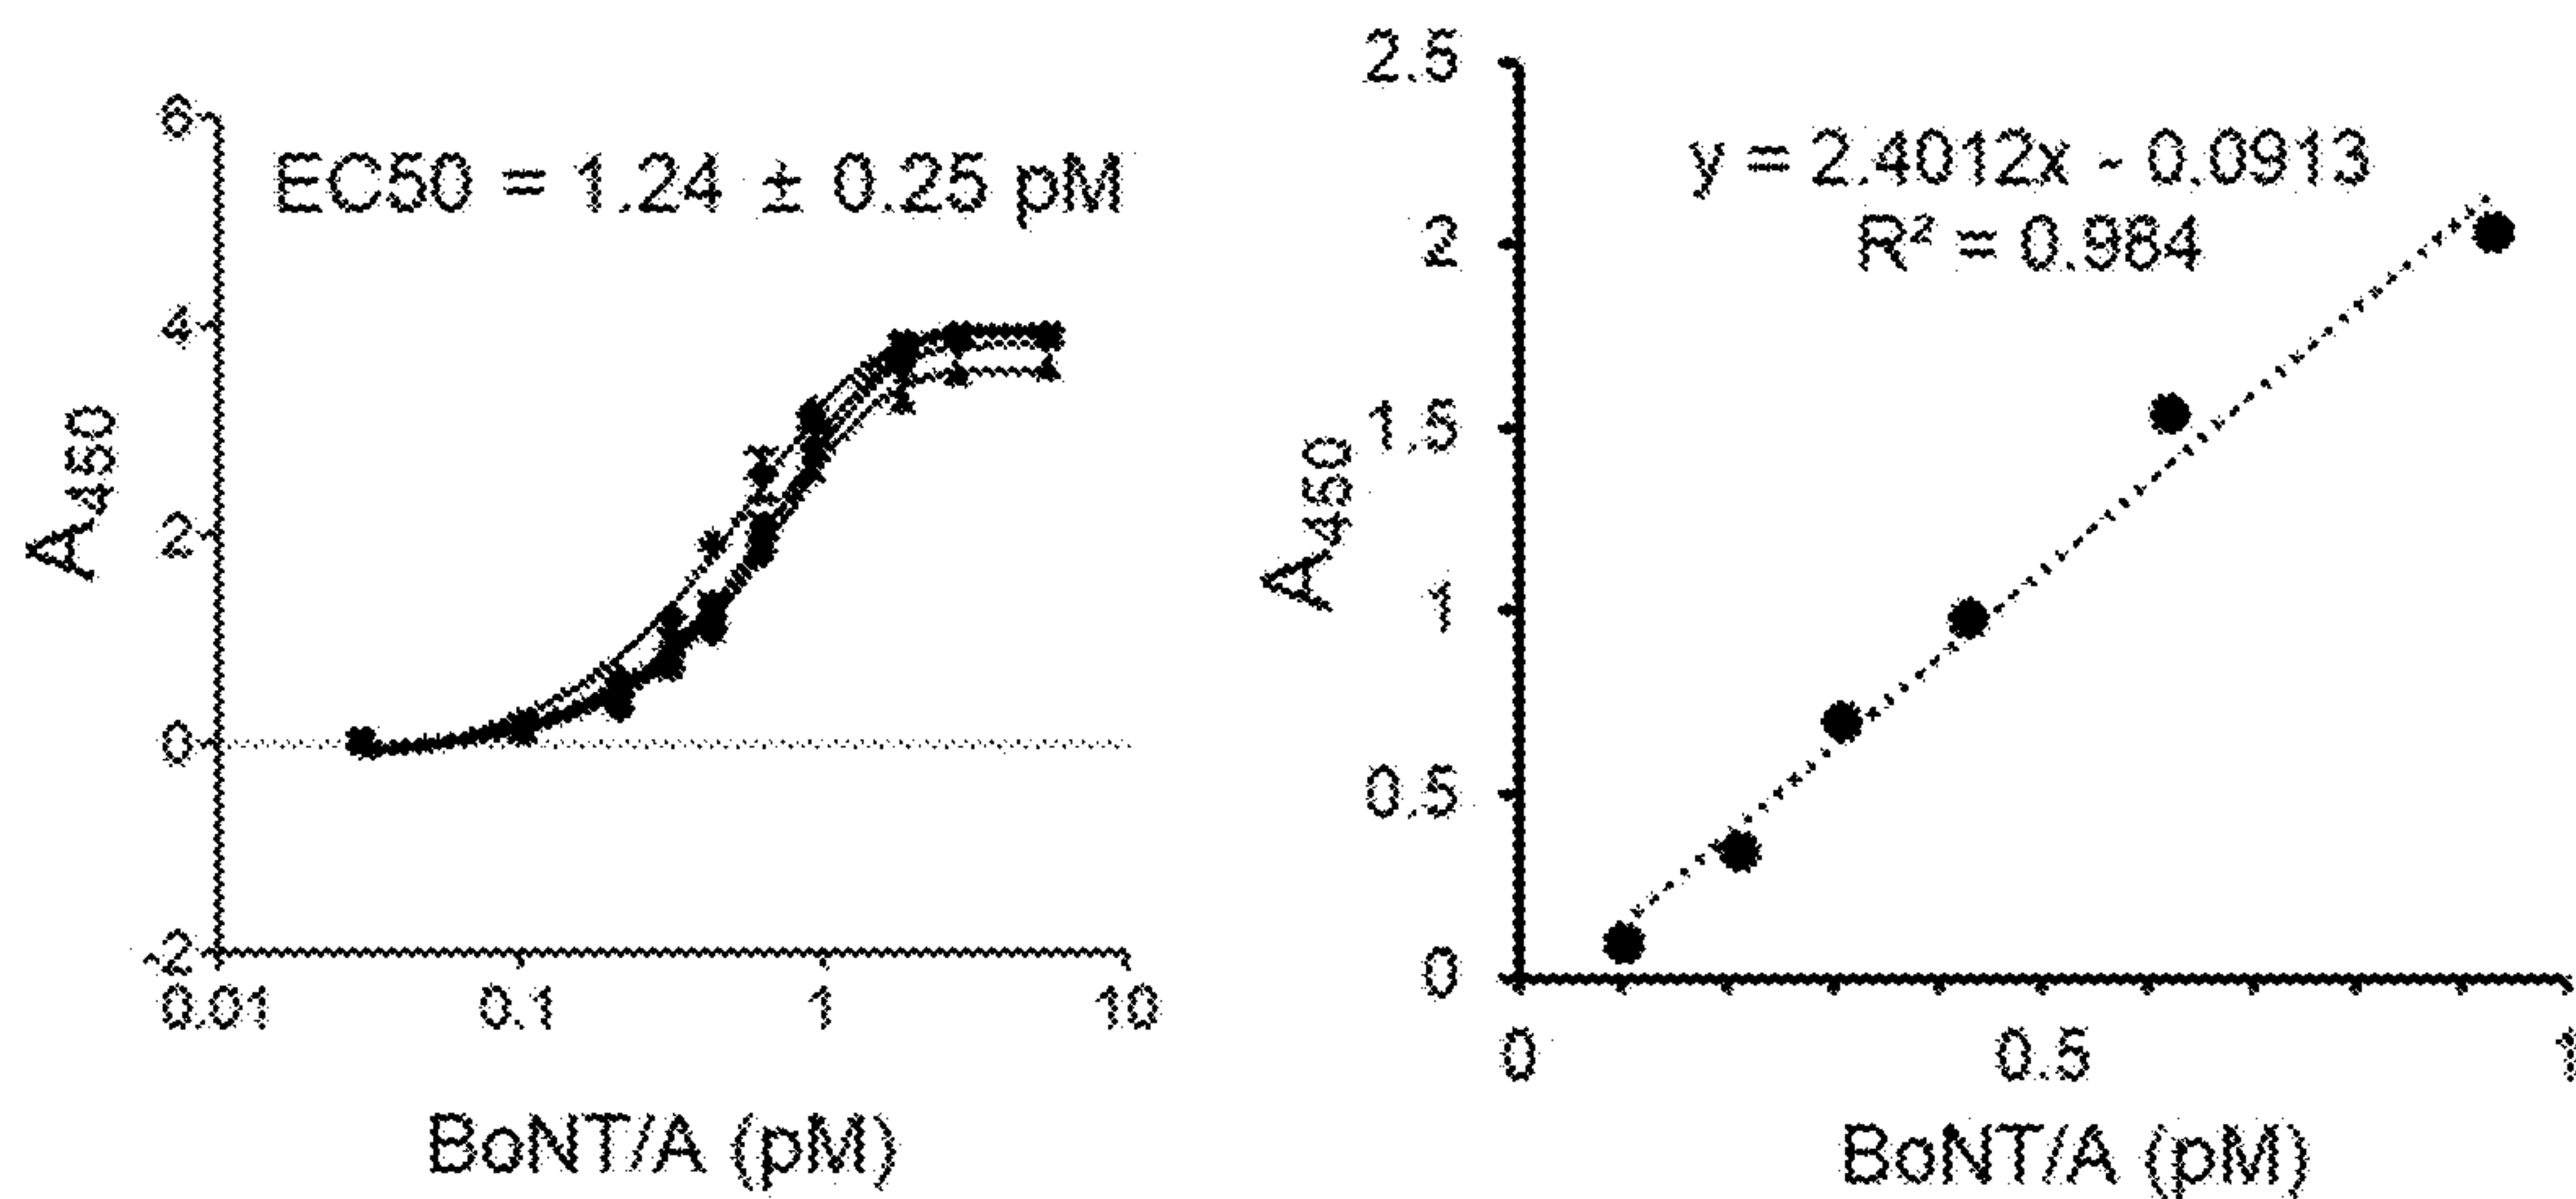 6
EC50 = 1.24 ± 0.25 pM
4
2
0
-2
A450
0.01 0.1 1 10
BoNT/A (pM)
2.5
y = 2.4012x - 0.0913
R² = 0.984
2
1.5
1
0.5
0
A450
0 0.5 1
BoNT/A (pM)